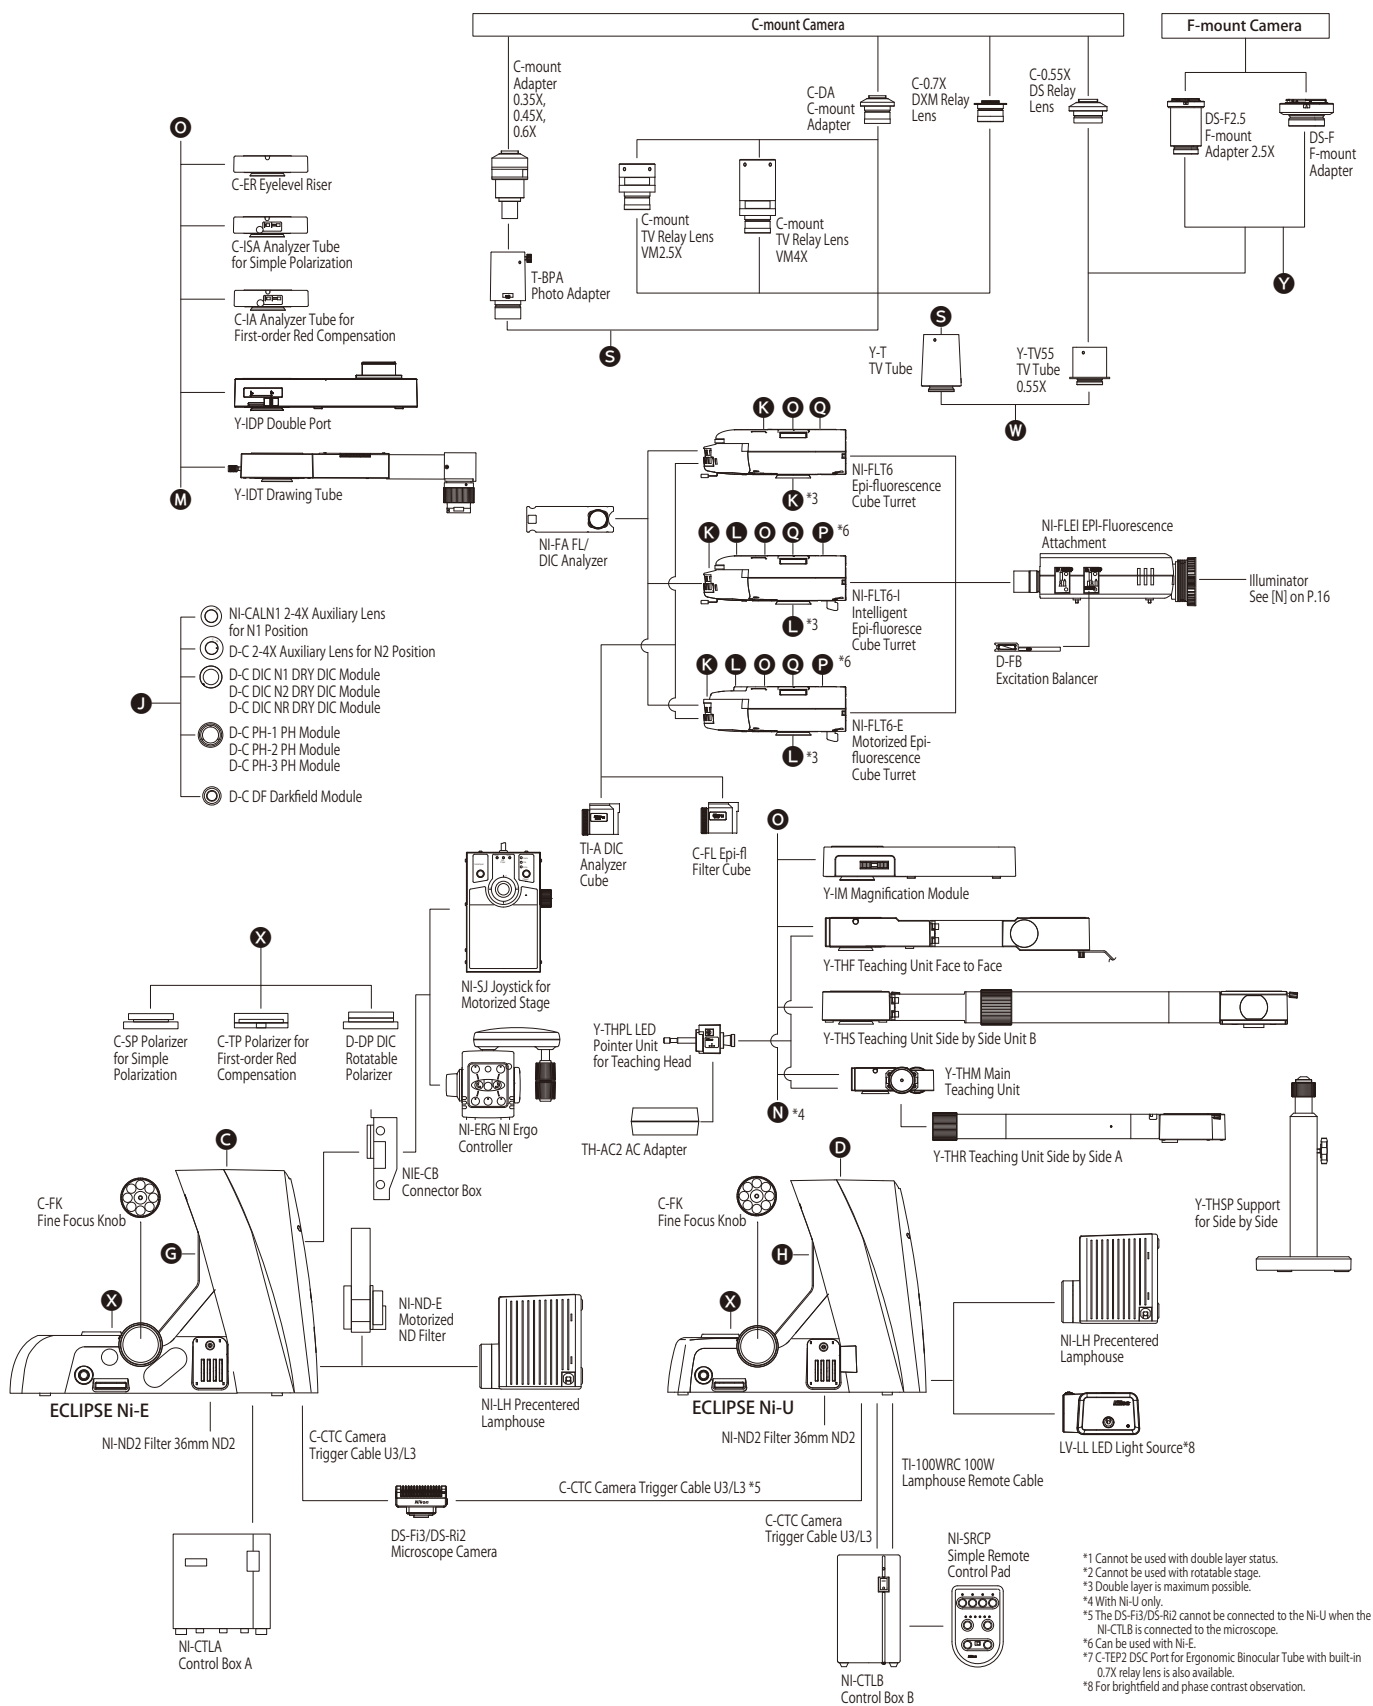 C-mount Camera
F-mount Camera
C-mount
Adapter
0.35X,
0.45X,
0.6X
C-DA
C-mount
Adapter
C-0.7X
DXM Relay
Lens
C-0.55X
DS Relay
Lens
DS-F2.5
F-mount
Adapter 2.5X
DS-F
F-mount
Adapter
C-mount
TV Relay Lens
VM2.5X
C-mount
TV Relay Lens
VM4X
T-BPA
Photo Adapter
S
S
Y-T
TV Tube
Y-TV55
TV Tube
0.55X
Y
W
O
C-ER Eyelevel Riser
C-ISA Analyzer Tube
for Simple Polarization
C-IA Analyzer Tube for
First-order Red Compensation
Y-IDP Double Port
Y-IDT Drawing Tube
M
K O Q
NI-FLT6
Epi-fluorescence
Cube Turret
K *3
NI-FA FL/
DIC Analyzer
K L O Q P *6
NI-FLT6-I
Intelligent
Epi-fluoresce
Cube Turret
L *3
K L O Q P *6
NI-FLT6-E
Motorized Epi-
fluorescence
Cube Turret
L *3
NI-FLEI EPI-Fluorescence
Attachment
Illuminator
See [N] on P.16
D-FB
Excitation Balancer
J
NI-CALN1 2-4X Auxiliary Lens
for N1 Position
D-C 2-4X Auxiliary Lens for N2 Position
D-C DIC N1 DRY DIC Module
D-C DIC N2 DRY DIC Module
D-C DIC NR DRY DIC Module
D-C PH-1 PH Module
D-C PH-2 PH Module
D-C PH-3 PH Module
D-C DF Darkfield Module
TI-A DIC
Analyzer
Cube
C-FL Epi-fl
Filter Cube
O
Y-IM Magnification Module
Y-THF Teaching Unit Face to Face
Y-THS Teaching Unit Side by Side Unit B
Y-THPL LED
Pointer Unit
for Teaching Head
Y-THM Main
Teaching Unit
N *4
TH-AC2 AC Adapter
Y-THR Teaching Unit Side by Side A
Y-THSP Support
for Side by Side
X
C-SP Polarizer
for Simple
Polarization
C-TP Polarizer for
First-order Red
Compensation
D-DP DIC
Rotatable
Polarizer
NI-SJ Joystick for
Motorized Stage
NI-ERG NI Ergo
Controller
NIE-CB
Connector Box
C
C-FK
Fine Focus Knob
G
X
NI-ND-E
Motorized
ND Filter
NI-LH Precentered
Lamphouse
ECLIPSE Ni-E
NI-ND2 Filter 36mm ND2
C-CTC Camera
Trigger Cable U3/L3
NI-CTLA
Control Box A
Nikon
DS-Fi3/DS-Ri2
Microscope Camera
C-CTC Camera Trigger Cable U3/L3 *5
D
C-FK
Fine Focus Knob
H
X
ECLIPSE Ni-U
NI-ND2 Filter 36mm ND2
NI-LH Precentered
Lamphouse
LV-LL LED Light Source*8
TI-100WRC 100W
Lamphouse Remote Cable
C-CTC Camera
Trigger Cable U3/L3
NI-SRCP
Simple Remote
Control Pad
NI-CTLB
Control Box B
*1 Cannot be used with double layer status.
*2 Cannot be used with rotatable stage.
*3 Double layer is maximum possible.
*4 With Ni-U only.
*5 The DS-Fi3/DS-Ri2 cannot be connected to the Ni-U when the
NI-CTLB is connected to the microscope.
*6 Can be used with Ni-E.
*7 C-TEP2 DSC Port for Ergonomic Binocular Tube with built-in
0.7X relay lens is also available.
*8 For brightfield and phase contrast observation.